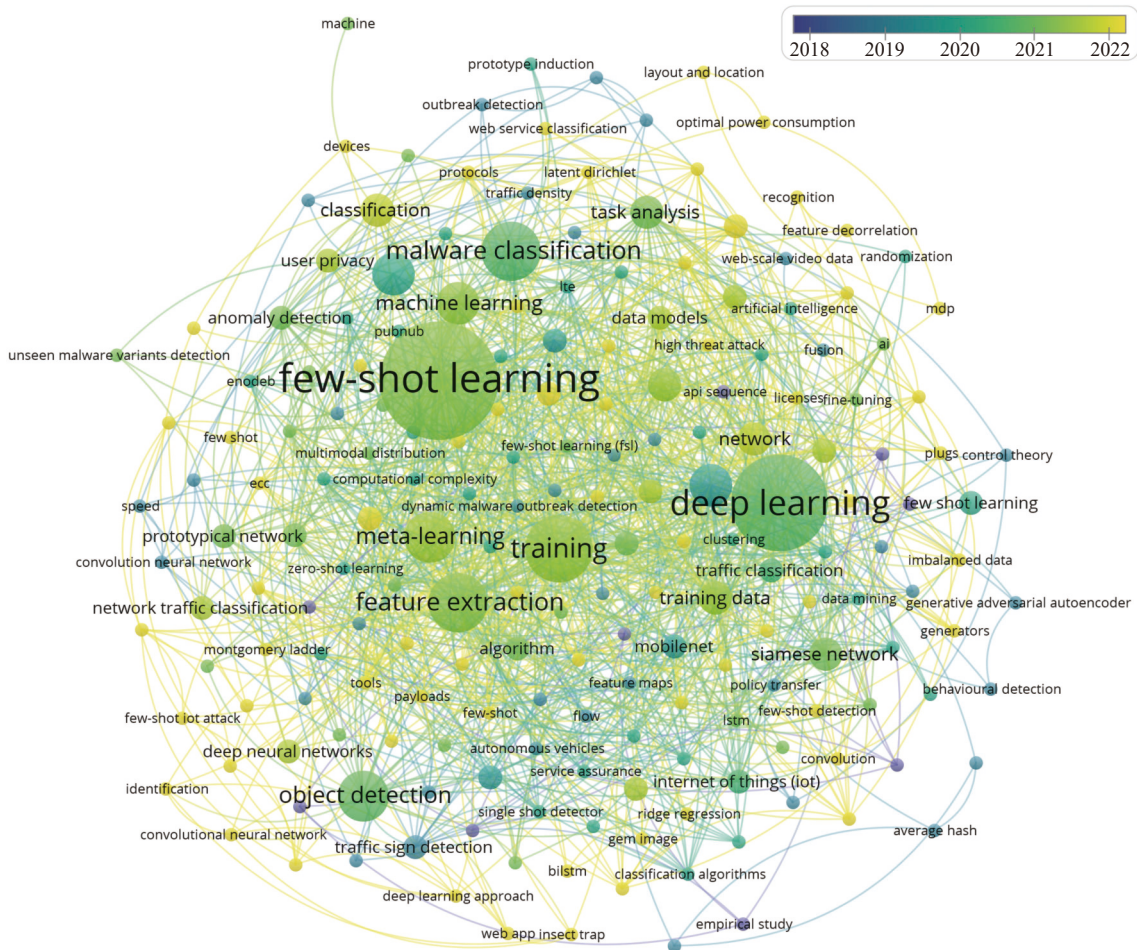 machine
2018 2019 2020 2021 2022
prototype induction
layout and location
outbreak detection
web service classification
optimal power consumption
devices
protocols
latent dirichlet
traffic density
recognition
classification
task analysis
feature decorrelation
malware classification
user privacy
web-scale video data
randomization
lte
machine learning
artificial intelligence
mdp
anomaly detection
data models
pubnub
high threat attack
ai
unseen malware variants detection
fusion
few-shot learning
enodeb
api sequence
licenses
fine-tuning
few shot
few-shot learning (fsl)
network
multimodal distribution
plugs
control theory
ecc
computational complexity
speed
dynamic malware outbreak detection
deep learning
few shot learning
prototypical network
meta-learning
training
clustering
convolution neural network
zero-shot learning
traffic classification
imbalanced data
network traffic classification
feature extraction
training data
data mining
generative adversarial autoencoder
generators
montgomery ladder
algorithm
mobilenet
siamese network
tools
payloads
feature maps
policy transfer
behavioural detection
few-shot iot attack
few-shot
flow
lstm
few-shot detection
deep neural networks
autonomous vehicles
service assurance
convolution
identification
object detection
internet of things (iot)
single shot detector
ridge regression
convolutional neural network
traffic sign detection
gem image
average hash
bilstm
classification algorithms
deep learning approach
empirical study
web app
insect trap